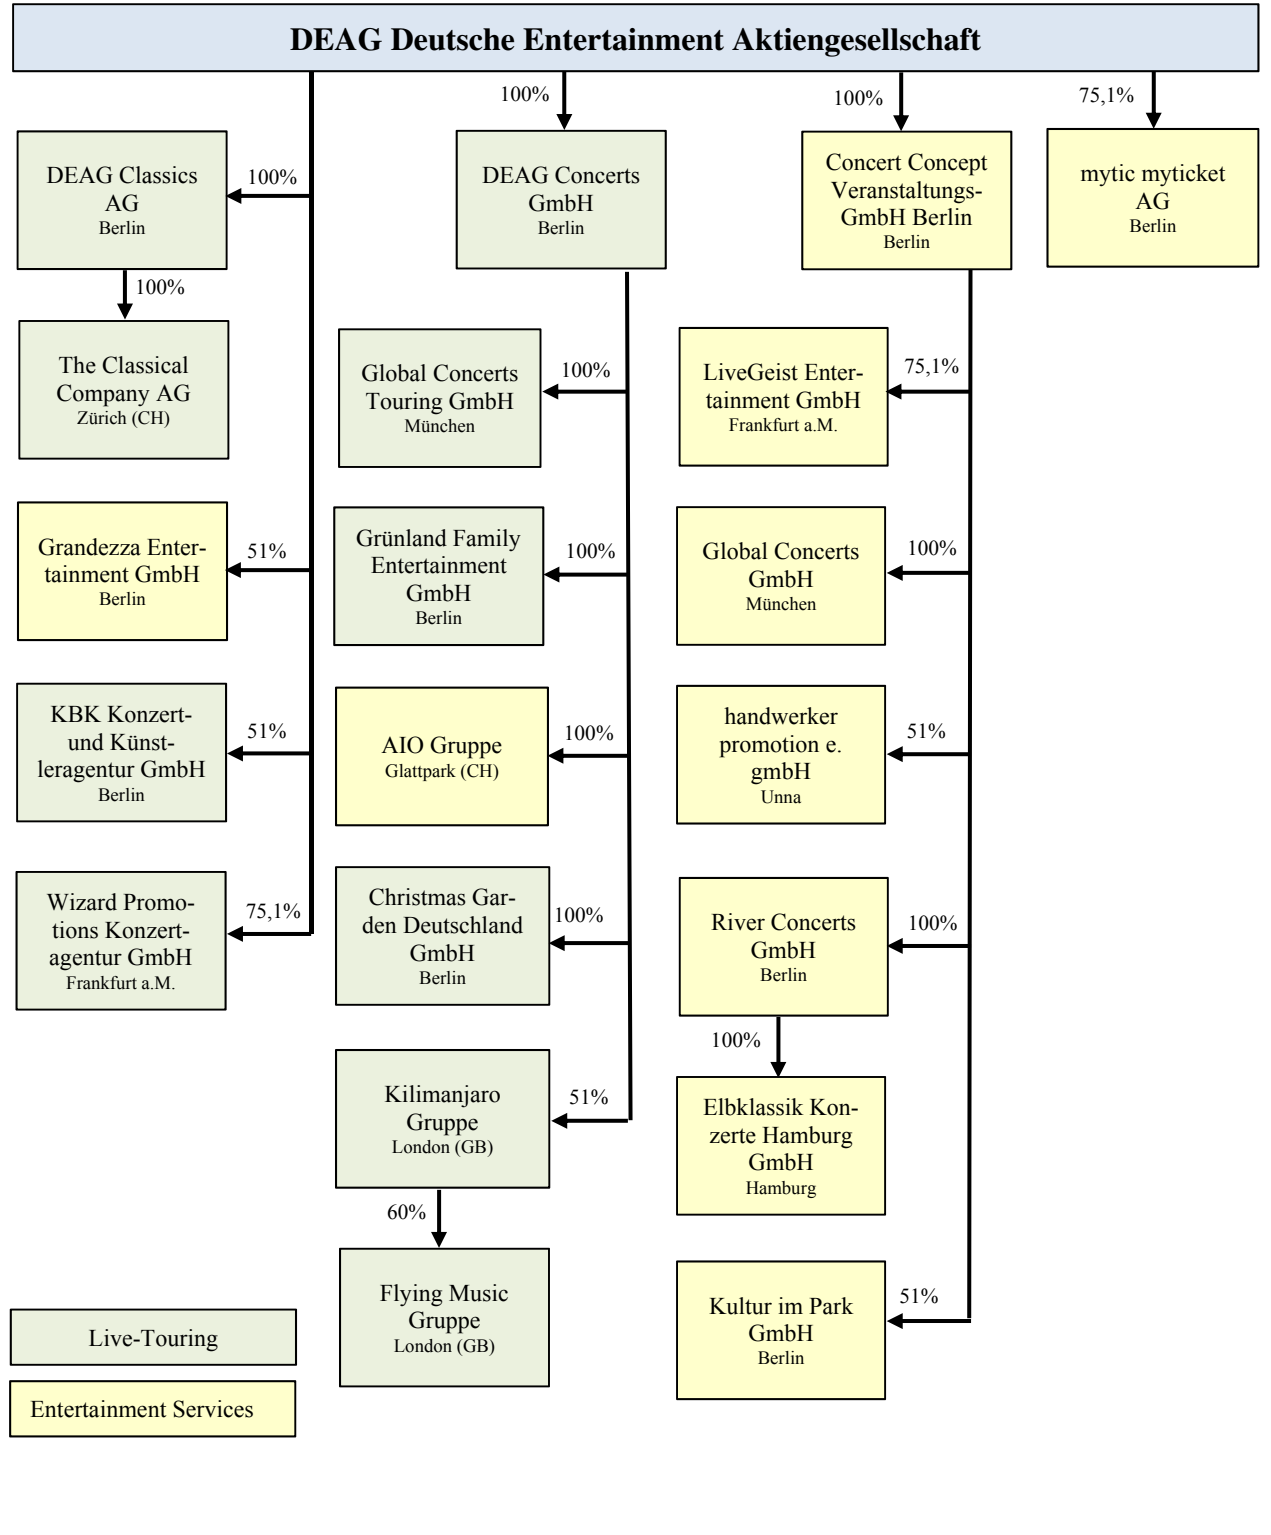 DEAG Deutsche Entertainment Aktiengesellschaft
100%
100%
75,1%
DEAG Classics
AG
Berlin
100%
DEAG Concerts
GmbH
Berlin
Concert Concept
Veranstaltungs-
GmbH Berlin
Berlin
mytic myticket
AG
Berlin
100%
The Classical
Company AG
Zürich (CH)
Global Concerts
Touring GmbH
München
100%
LiveGeist Enter-
tainment GmbH
Frankfurt a.M.
75,1%
Grandezza Enter-
tainment GmbH
Berlin
51%
Grünland Family
Entertainment
GmbH
Berlin
100%
Global Concerts
GmbH
München
100%
KBK Konzert-
und Künst-
leragentur GmbH
Berlin
51%
AIO Gruppe
Glattpark (CH)
100%
handwerker
promotion e.
gmbH
Unna
51%
Wizard Promo-
tions Konzert-
agentur GmbH
Frankfurt a.M.
75,1%
Christmas Gar-
den Deutschland
GmbH
Berlin
100%
River Concerts
GmbH
Berlin
100%
100%
Kilimanjaro
Gruppe
London (GB)
51%
Elbklassik Kon-
zerte Hamburg
GmbH
Hamburg
60%
Flying Music
Gruppe
London (GB)
Kultur im Park
GmbH
Berlin
51%
Live-Touring
Entertainment Services